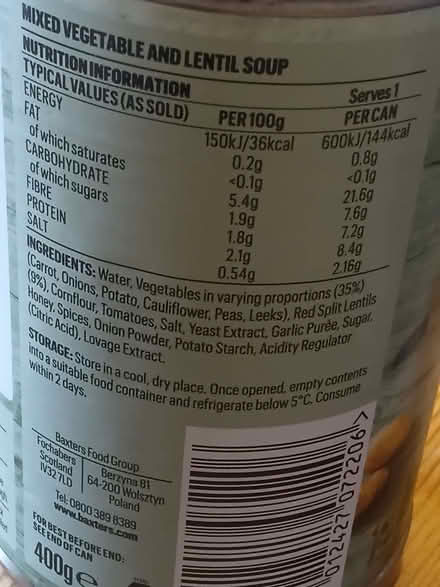 MIXED VEGETABLE AND LENTIL SOUP
NUTRITION INFORMATION
Serves 1
TYPICAL VALUES (AS SOLD) PER 100g PER CAN
ENERGY 150kJ/36kcal 600kJ/144kcal
FAT 0.2g 0.8g
of which saturates <0.1g <0.1g
CARBOHYDRATE 5.4g 21.6g
of which sugars 1.9g 7.6g
FIBRE 1.8g 7.2g
PROTEIN 2.1g 8.4g
SALT 0.54g 2.16g
INGREDIENTS: Water, Vegetables in varying proportions (35%)
(Carrot, Onions, Potato, Cauliflower, Peas, Leeks), Red Split Lentils
(9%), Cornflour, Tomatoes, Salt, Yeast Extract, Garlic Purée, Sugar,
Honey, Spices, Onion Powder, Potato Starch, Acidity Regulator
(Citric Acid), Lovage Extract.
STORAGE: Store in a cool, dry place. Once opened, empty contents
into a suitable food container and refrigerate below 5°C. Consume
within 2 days.
Baxters Food Group
Fochabers Berzyna 81
Scotland 64-200 Wolsztyn
IV32 7LD Poland
Tel: 0800 389 8389
www.baxters.com
FOR BEST BEFORE END:
SEE END OF CAN
400g e
012427 072206 >